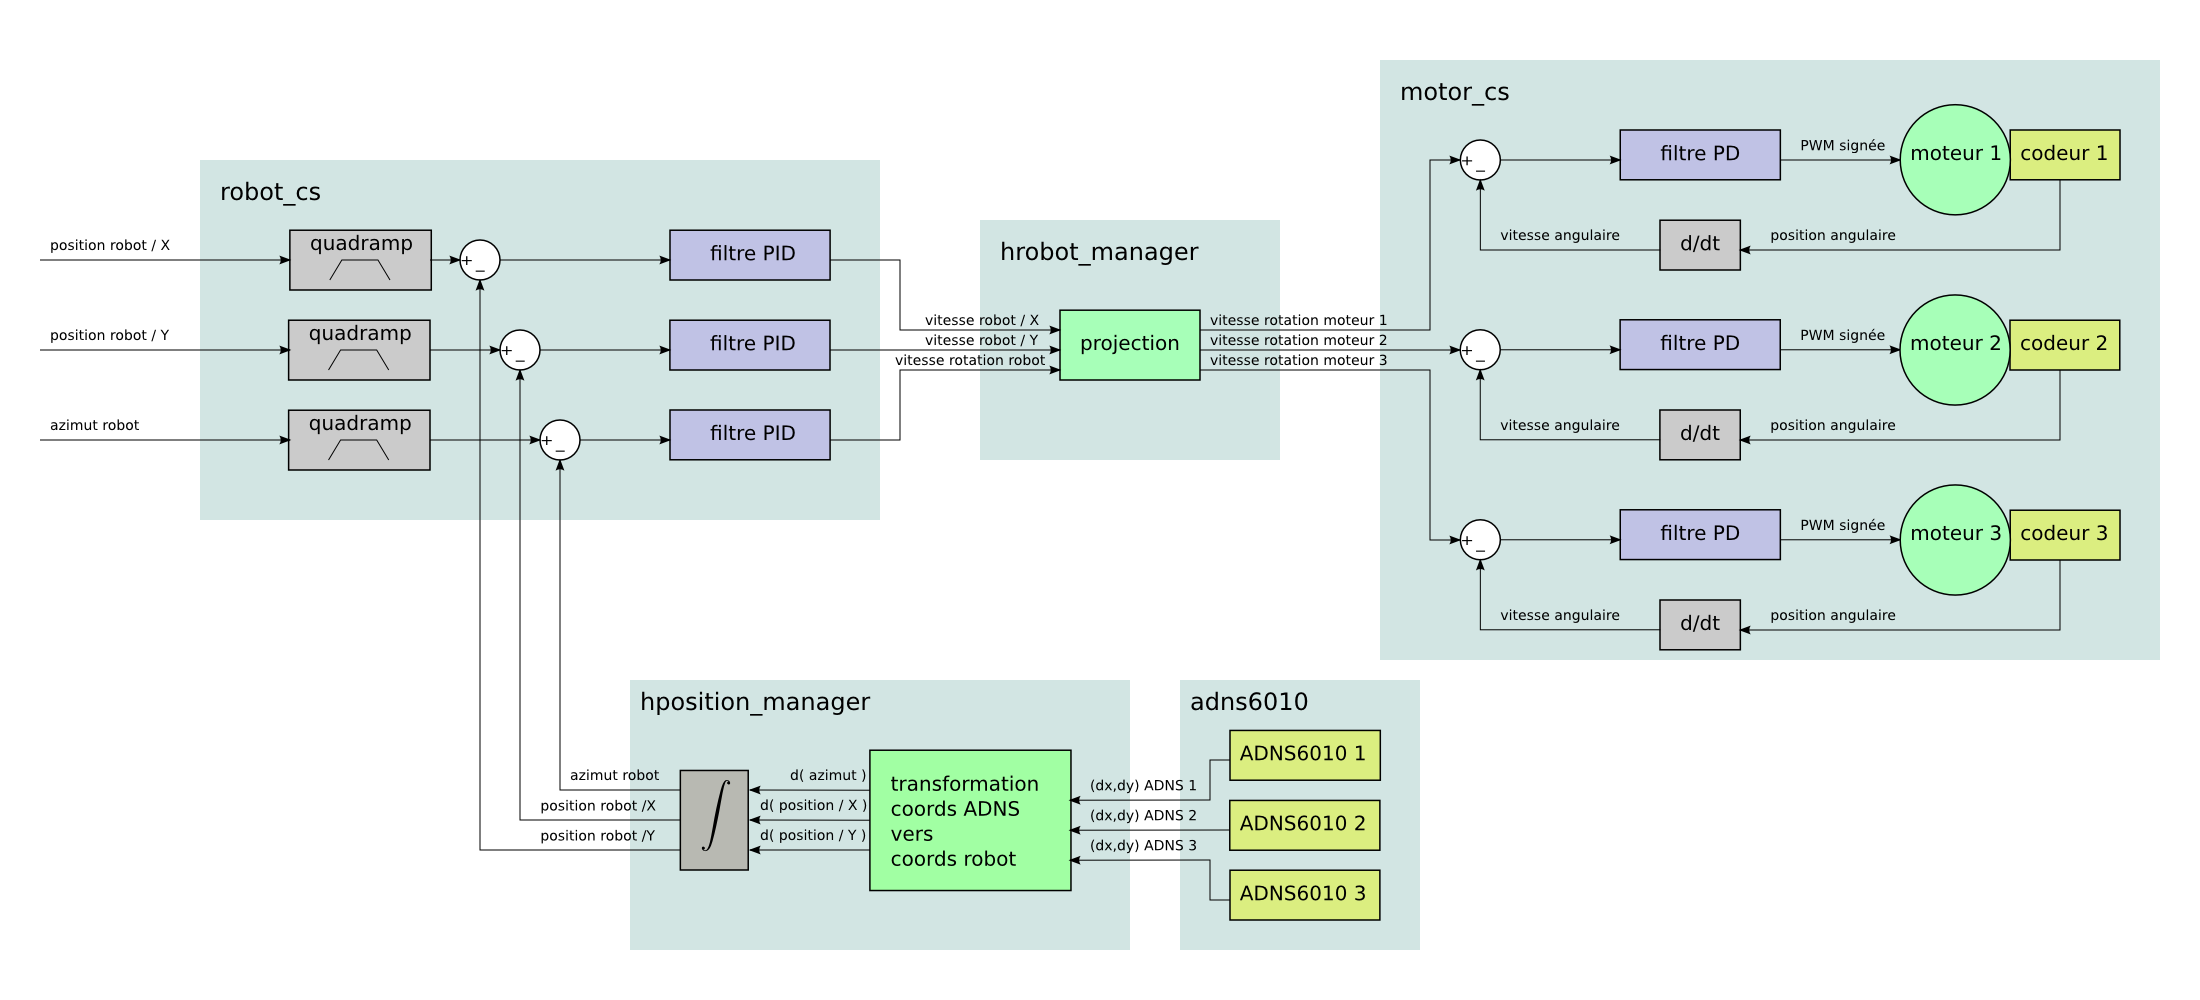 robot_cs
position robot / X
quadramp
+
−
filtre PID
position robot / Y
quadramp
+
−
filtre PID
azimut robot
quadramp
+
−
filtre PID
hrobot_manager
vitesse robot / X
vitesse robot / Y
vitesse rotation robot
projection
vitesse rotation moteur 1
vitesse rotation moteur 2
vitesse rotation moteur 3
motor_cs
+
−
filtre PD
PWM signée
moteur 1
codeur 1
vitesse angulaire
d/dt
position angulaire
+
−
filtre PD
PWM signée
moteur 2
codeur 2
vitesse angulaire
d/dt
position angulaire
+
−
filtre PD
PWM signée
moteur 3
codeur 3
vitesse angulaire
d/dt
position angulaire
hposition_manager
azimut robot
position robot /X
position robot /Y
∫
d( azimut )
d( position / X )
d( position / Y )
transformation
coords ADNS
vers
coords robot
(dx,dy) ADNS 1
(dx,dy) ADNS 2
(dx,dy) ADNS 3
adns6010
ADNS6010 1
ADNS6010 2
ADNS6010 3